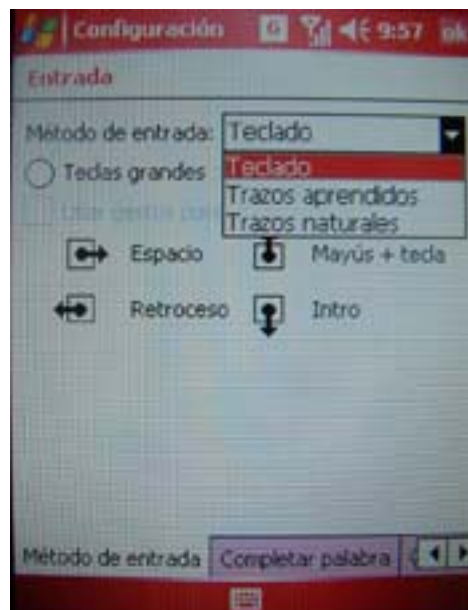 Configuración G 9:57 ok
Entrada
Método de entrada: Teclado
Teclas grandes Teclado
Trazos aprendidos
Trazos naturales
Espacio Mayús + tecla
Retroceso Intro
Método de entrada Completar palabra